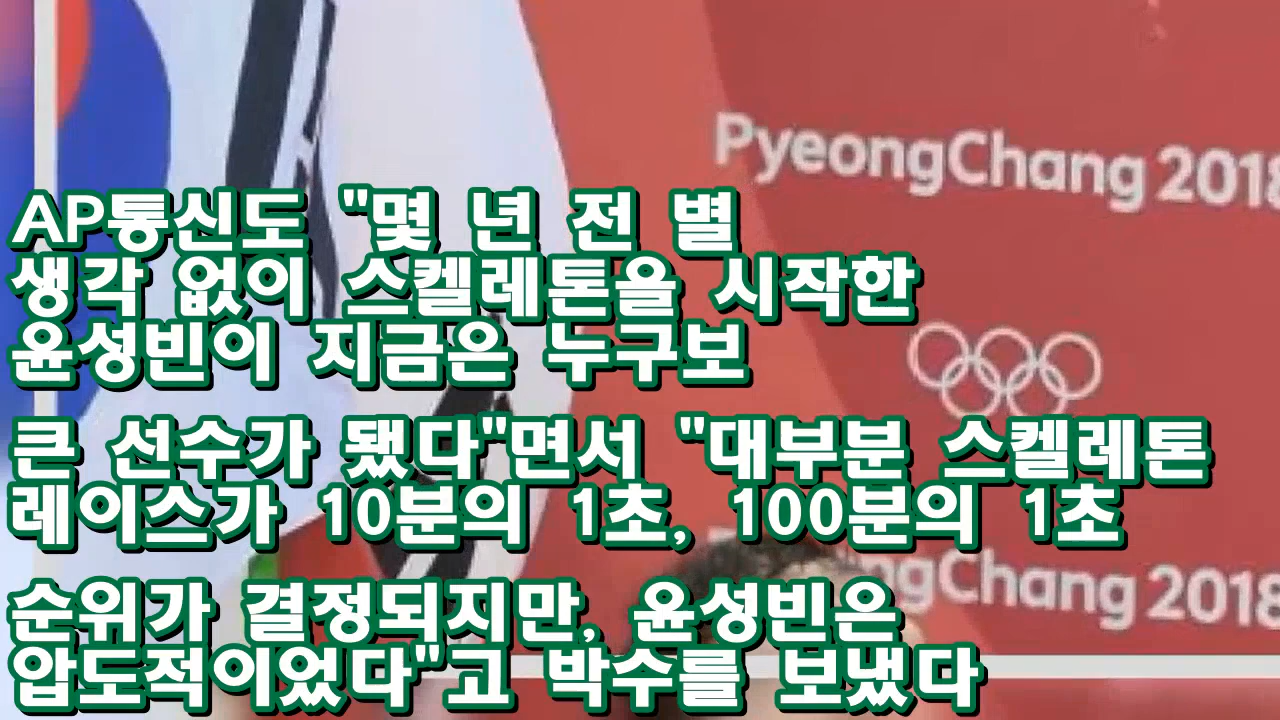 PyeongChang 2018
AP통신도 "몇 년 전 별
생각 없이 스켈레톤을 시작한
윤성빈이 지금은 누구보
큰 선수가 됐다"면서 "대부분 스켈레톤
레이스가 10분의 1초, 100분의 1초
ngChang 2018
순위가 결정되지만, 윤성빈은
압도적이었다"고 박수를 보냈다